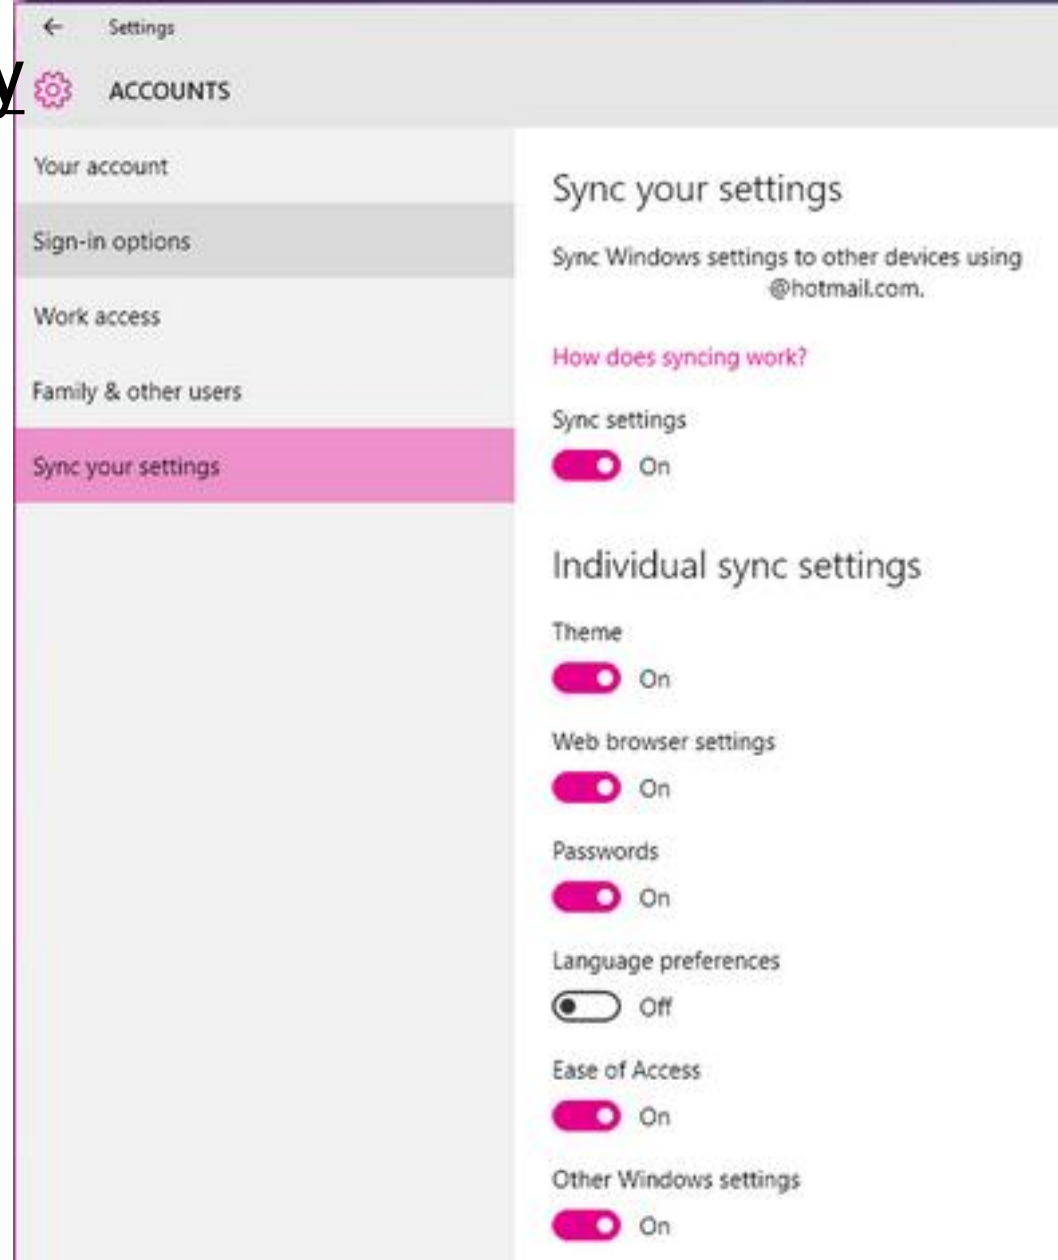 Settings
y
ACCOUNTS
Your account
Sign-in options
Work access
Family & other users
Sync your settings
Sync your settings
Sync Windows settings to other devices using
@hotmail.com.
How does syncing work?
Sync settings
On
Individual sync settings
Theme
On
Web browser settings
On
Passwords
On
Language preferences
Off
Ease of Access
On
Other Windows settings
On